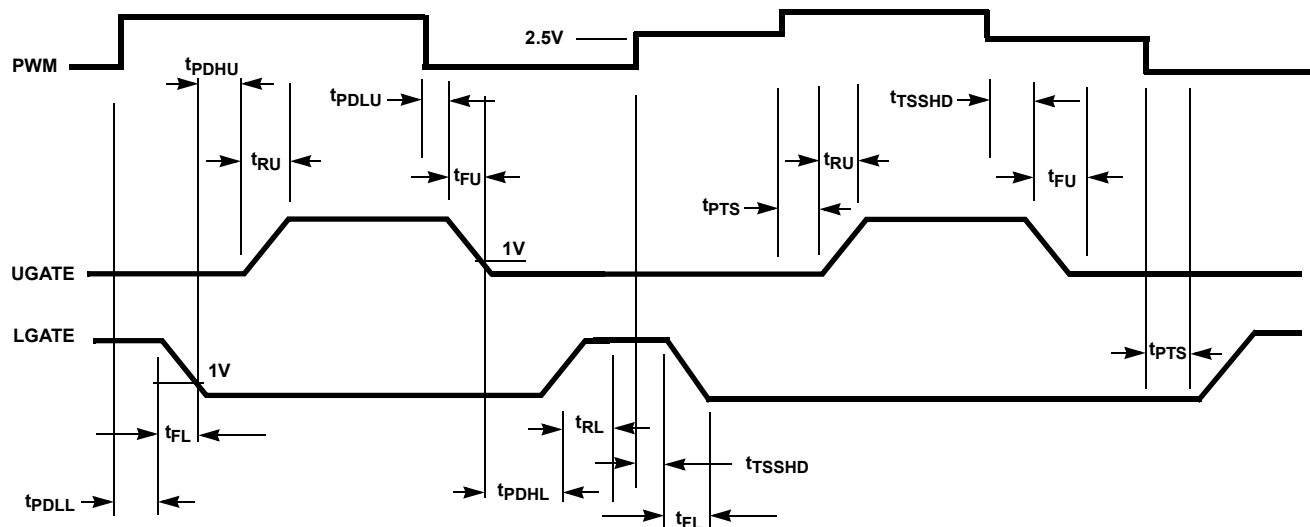 2.5V
PWM
tPDHU
tPDLU
tTSSHD
tRU
tRU
tFU
tFU
tPTS
1V
UGATE
LGATE
1V
tPTS
tFL
tRL
tTSSHD
tPDLL
tPDHL
tFL